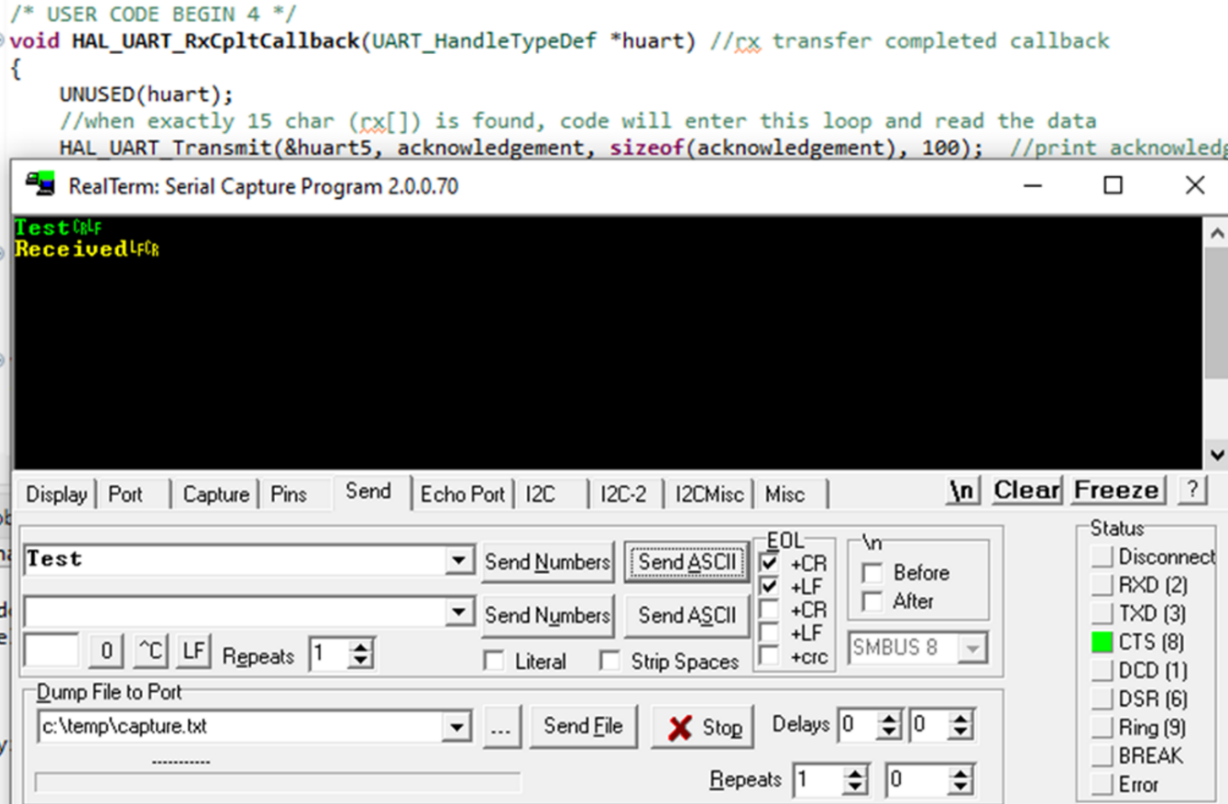 /* USER CODE BEGIN 4 */
void HAL_UART_RxCpltCallback(UART_HandleTypeDef *huart) //rx transfer completed callback
{
UNUSED(huart);
//when exactly 15 char (rx[]) is found, code will enter this loop and read the data
HAL_UART_Transmit(&huart5, acknowledgement, sizeof(acknowledgement), 100); //print acknowledg
RealTerm: Serial Capture Program 2.0.0.70
TestCRLF
ReceivedLFCR
Display Port Capture Pins Send Echo Port I2C I2C-2 I2CMisc Misc \n Clear Freeze ?
EOL \n Status
Test Send Numbers Send ASCII +CR Before Disconnect
+LF After RXD (2)
Send Numbers Send ASCII +CR TXD (3)
+LF SMBUS 8 CTS (8)
0 ^C LF Repeats 1 Literal Strip Spaces +crc DCD (1)
Dump File to Port DSR (6)
c:\temp\capture.txt ... Send File Stop Delays 0 0 Ring (9)
BREAK
Repeats 1 0 Error